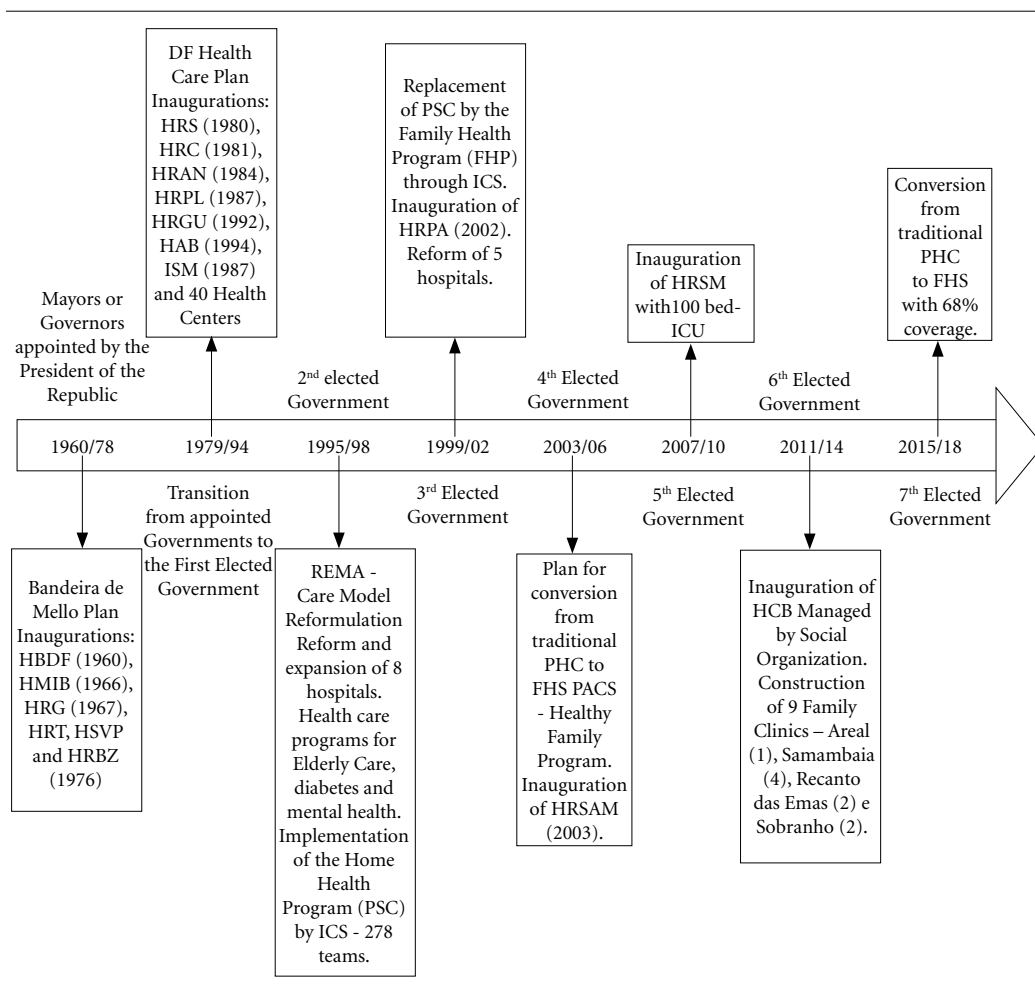 DF Health
Care Plan
Inaugurations:
HRS (1980),
HRC (1981),
HRAN (1984),
HRPL (1987),
HRGU (1992),
HAB (1994),
ISM (1987)
and 40 Health
Centers
Replacement
of PSC by the
Family Health
Program (FHP)
through ICS.
Inauguration of
HRPA (2002).
Reform of 5
hospitals.
Inauguration
of HRSM
with100 bed-
ICU
Conversion
from
traditional
PHC
to FHS
with 68%
coverage.
Mayors or
Governors
appointed by the
President of the
Republic
2nd elected
Government
4th Elected
Government
6th Elected
Government
1960/78 1979/94 1995/98 1999/02 2003/06 2007/10 2011/14 2015/18
Transition
from appointed
Governments to
the First Elected
Government
3rd Elected
Government
5th Elected
Government
7th Elected
Government
Bandeira de
Mello Plan
Inaugurations:
HBDF (1960),
HMIB (1966),
HRG (1967),
HRT, HSVP
and HRBZ
(1976)
REMA -
Care Model
Reformulation
Reform and
expansion of 8
hospitals.
Health care
programs for
Elderly Care,
diabetes and
mental health.
Implementation
of the Home
Health
Program (PSC)
by ICS - 278
teams.
Plan for
conversion
from
traditional
PHC to
FHS PACS
- Healthy
Family
Program.
Inauguration
of HRSAM
(2003).
Inauguration of
HCB Managed
by Social
Organization.
Construction
of 9 Family
Clinics – Areal
(1), Samambaia
(4), Recanto
das Emas (2) e
Sobranho (2).